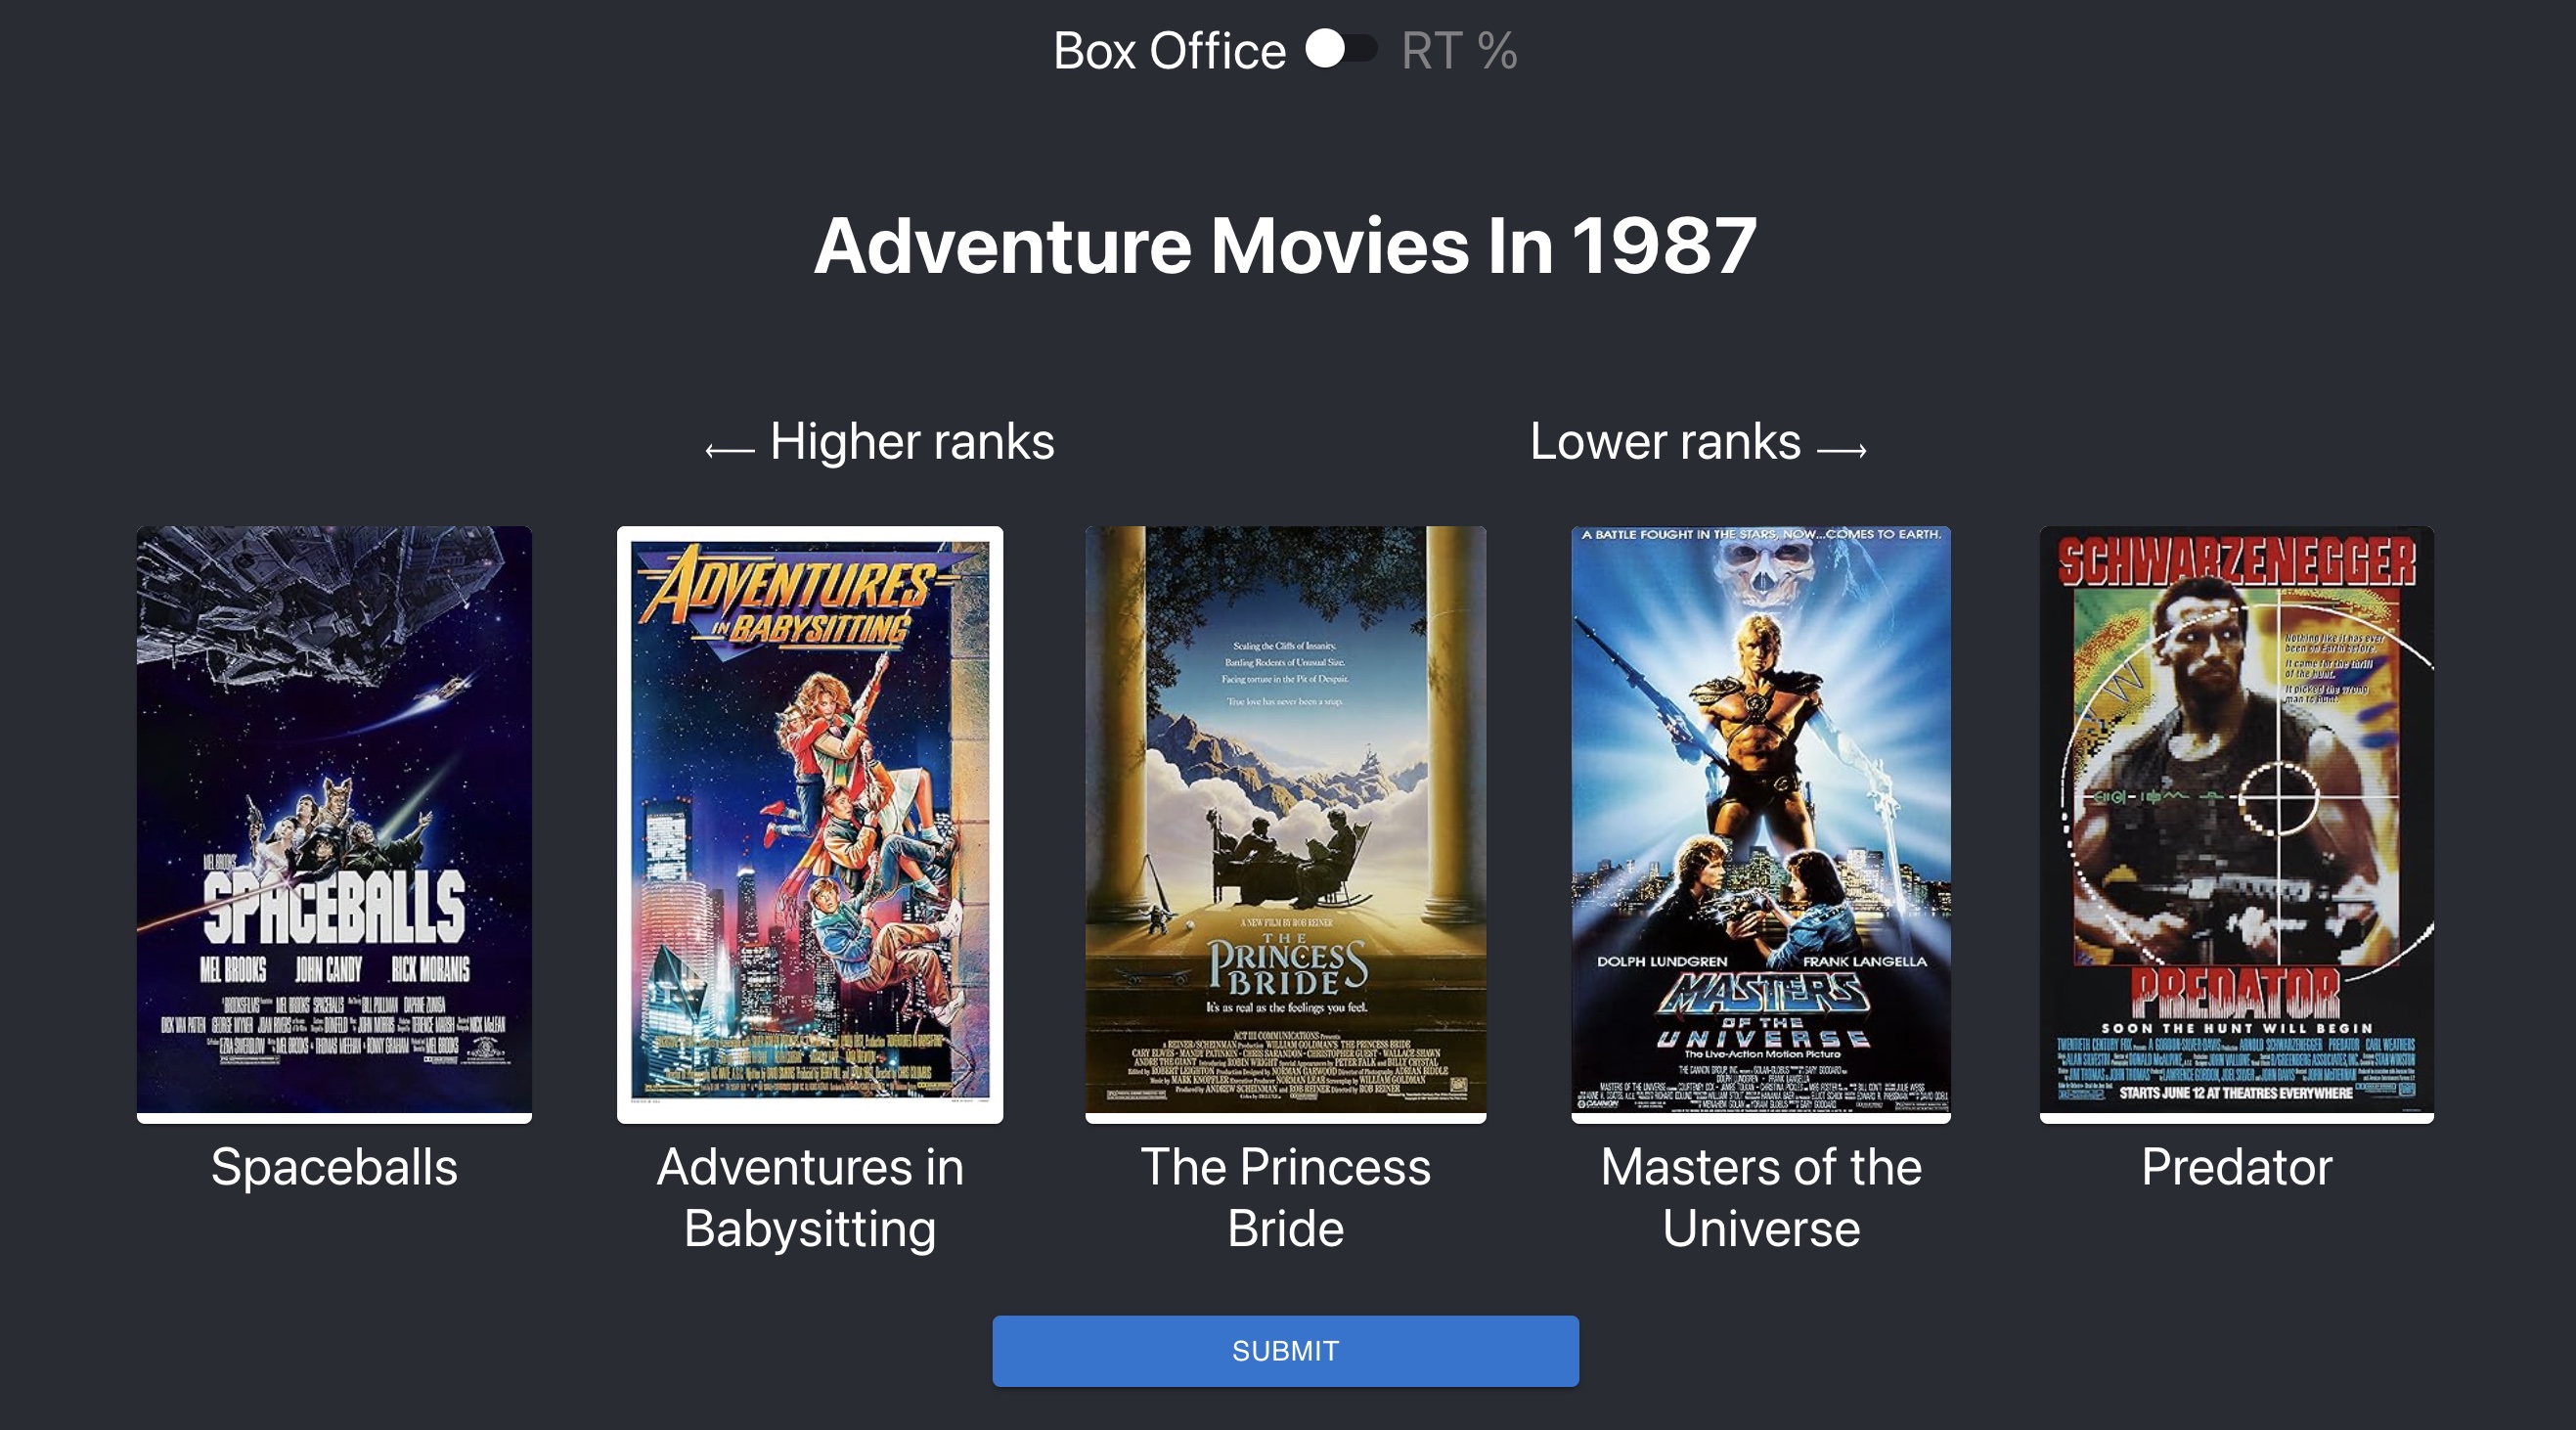 Box Office RT %
Adventure Movies In 1987
← Higher ranks
Lower ranks →
MEL BROOKS
SPACEBALLS
MEL BROOKS JOHN CANDY RICK MORANIS
Spaceballs
ADVENTURES
IN BABYSITTING
Adventures in
Babysitting
Scaling the Cliffs of Insanity,
Battling Rodents of Unusual Size,
Facing torture in the Pit of Despair.
True love has never been a snap.
A NEW FILM BY ROB REINER
THE
PRINCESS
BRIDE
It's as real as the feelings you feel.
ACT III COMMUNICATIONS Presents
The Princess
Bride
A BATTLE FOUGHT IN THE STARS, NOW...COMES TO EARTH.
DOLPH LUNDGREN FRANK LANGELLA
MASTERS
OF THE
UNIVERSE
The Live-Action Motion Picture
Masters of the
Universe
SCHWARZENEGGER
Nothing like it has ever
been on Earth before.
It came for the thrill
of the hunt.
It picked the wrong
man to hunt.
PREDATOR
SOON THE HUNT WILL BEGIN
STARTS JUNE 12 AT THEATRES EVERYWHERE
Predator
SUBMIT